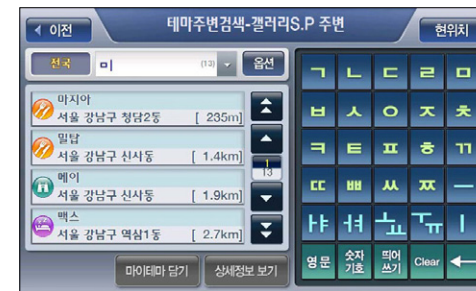 이전
테마주변검색-갤러리S.P 주변
현위치
전국
미
(13)
옵션
마지아
서울 강남구 청담2동 [ 235m]
밀탑
서울 강남구 신사동 [ 1.4km]
메이
서울 강남구 신사동 [ 1.9km]
맥스
서울 강남구 역삼1동 [ 2.7km]
1
13
마이테마 담기
상세정보 보기
ㄱ ㄴ ㄷ ㄹ ㅁ
ㅂ ㅅ ㅇ ㅈ ㅊ
ㅋ ㅌ ㅍ ㅎ ㄲ
ㄸ ㅃ ㅆ ㅉ ㅡ
ㅏㅑ ㅓㅕ ㅗㅛ ㅜㅠ ㅣ
영문 숫자 기호 띄어 쓰기 Clear